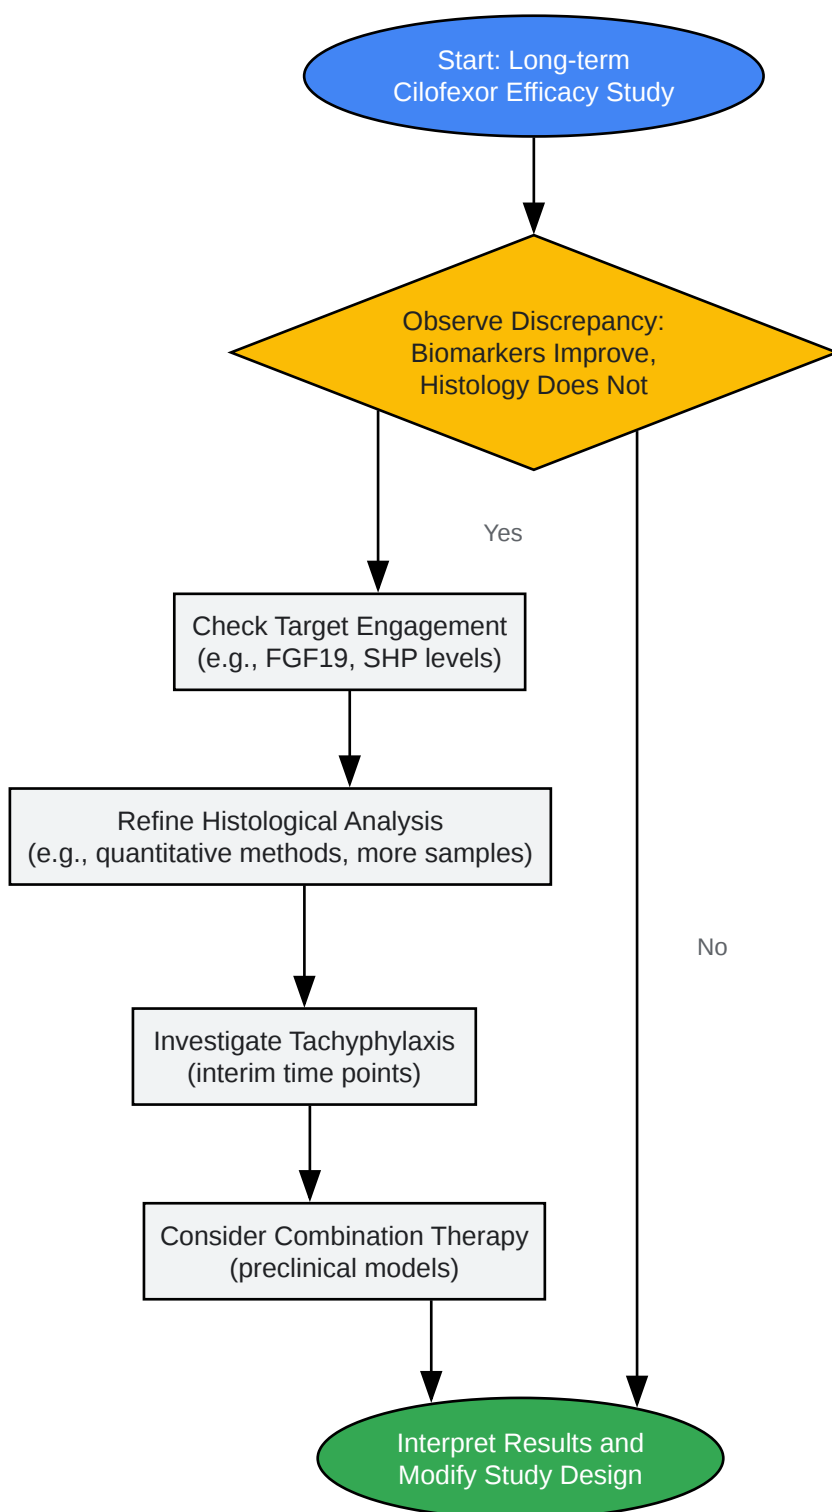 Start: Long-term
Cilofexor Efficacy Study
Observe Discrepancy:
Biomarkers Improve,
Histology Does Not
Yes
Check Target Engagement
(e.g., FGF19, SHP levels)
Refine Histological Analysis
(e.g., quantitative methods, more samples)
No
Investigate Tachyphylaxis
(interim time points)
Consider Combination Therapy
(preclinical models)
Interpret Results and
Modify Study Design